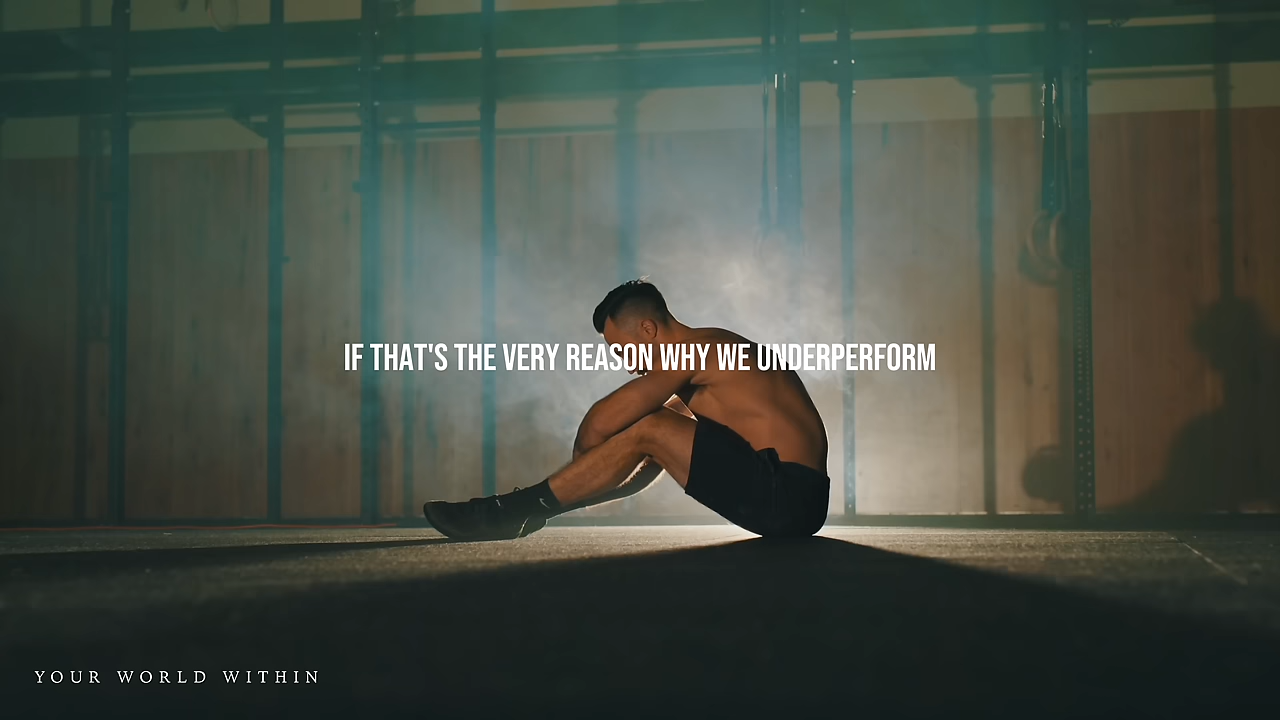 IF THAT'S THE VERY REASON WHY WE UNDERPERFORM
YOUR WORLD WITHIN